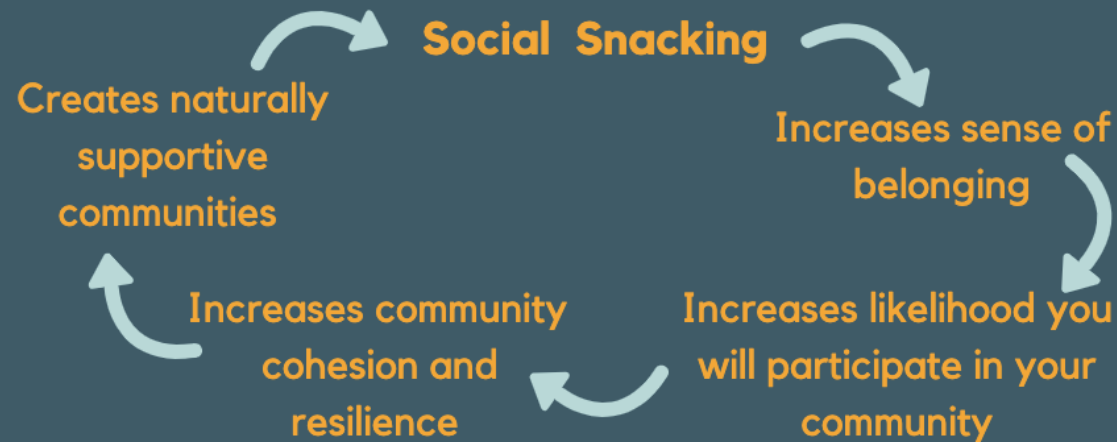 Social Snacking
Increases sense of
belonging
Increases likelihood you
will participate in your
community
Increases community
cohesion and
resilience
Creates naturally
supportive
communities